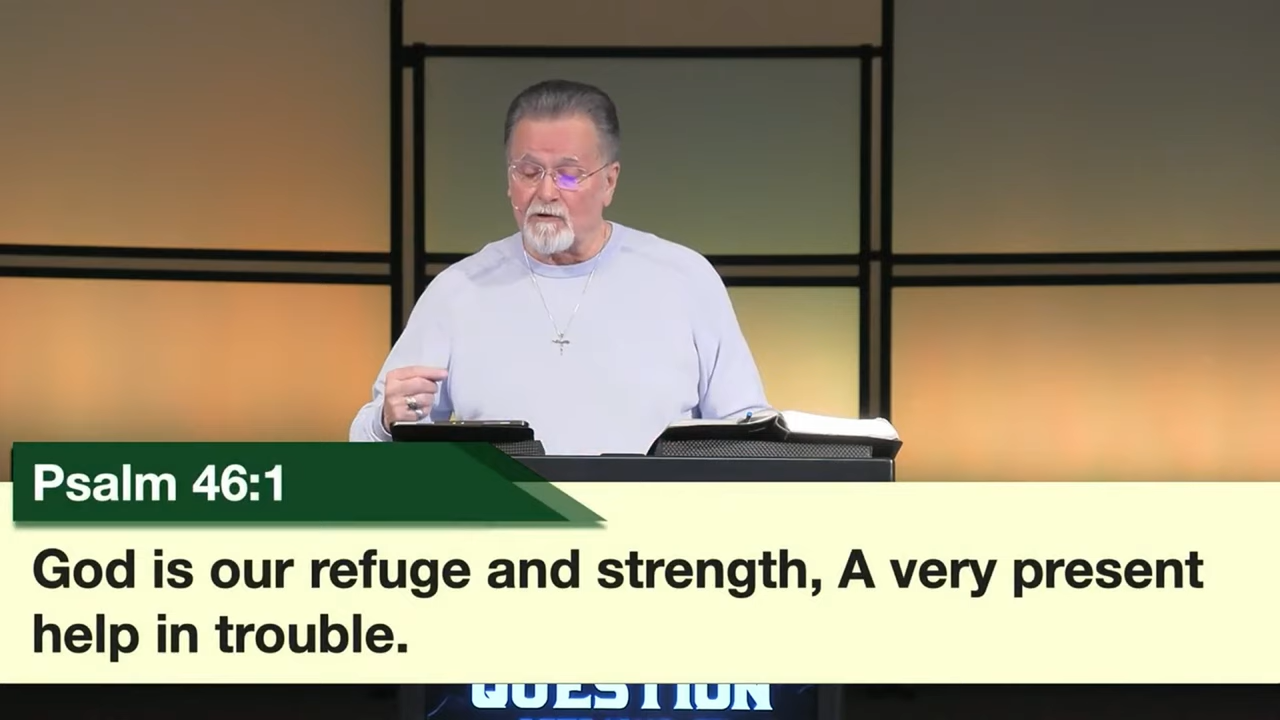 Psalm 46:1
God is our refuge and strength, A very present
help in trouble.
QUESTION